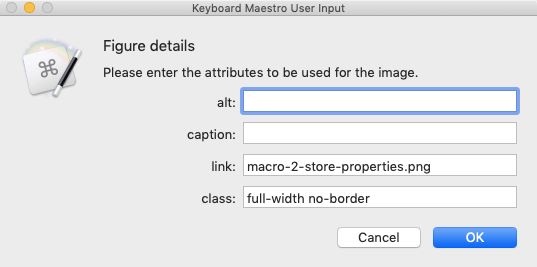 Keyboard Maestro User Input
Figure details
Please enter the attributes to be used for the image.
alt:
caption:
link: macro-2-store-properties.png
class: full-width no-border
Cancel OK